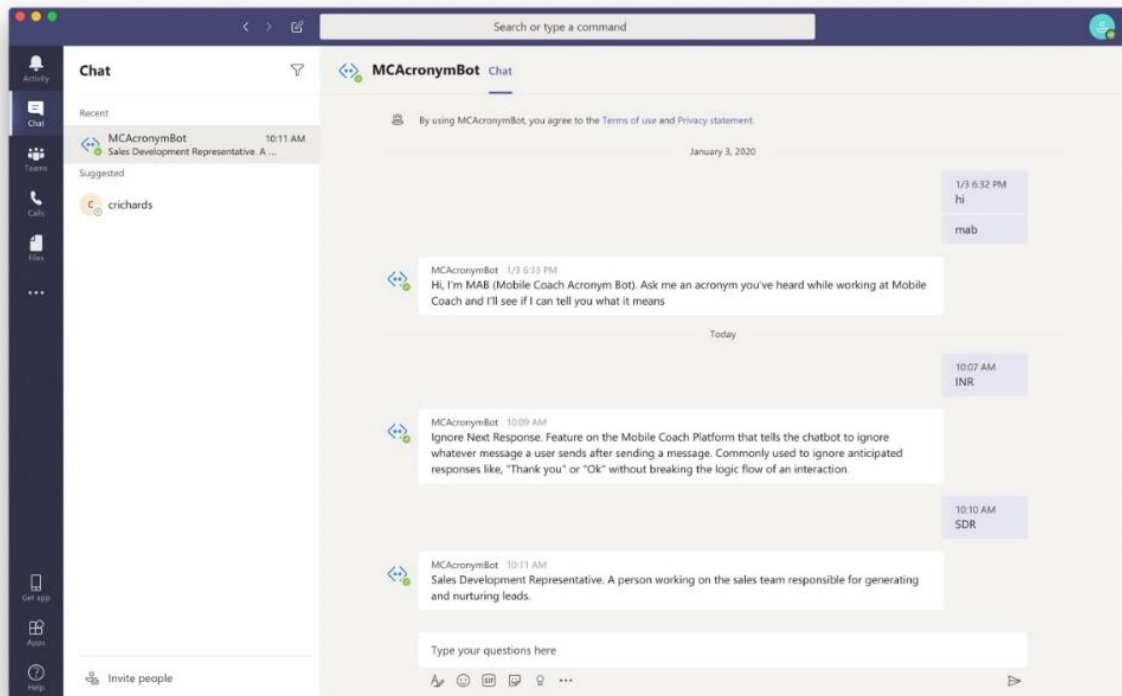 Search or type a command
Activity
Chat
Teams
Calls
Files
Get app
Apps
Help
Chat
Recent
MCAcronymBot 10:11 AM
Sales Development Representative. A ...
Suggested
C crichards
Invite people
MCAcronymBot Chat
By using MCAcronymBot, you agree to the Terms of use and Privacy statement.
January 3, 2020
1/3 6:32 PM
hi
mab
MCAcronymBot 1/3 6:33 PM
Hi, I'm MAB (Mobile Coach Acronym Bot). Ask me an acronym you've heard while working at Mobile
Coach and I'll see if I can tell you what it means
Today
10:07 AM
INR
MCAcronymBot 10:09 AM
Ignore Next Response. Feature on the Mobile Coach Platform that tells the chatbot to ignore
whatever message a user sends after sending a message. Commonly used to ignore anticipated
responses like, "Thank you" or "Ok" without breaking the logic flow of an interaction.
10:10 AM
SDR
MCAcronymBot 10:11 AM
Sales Development Representative. A person working on the sales team responsible for generating
and nurturing leads.
Type your questions here
GIF